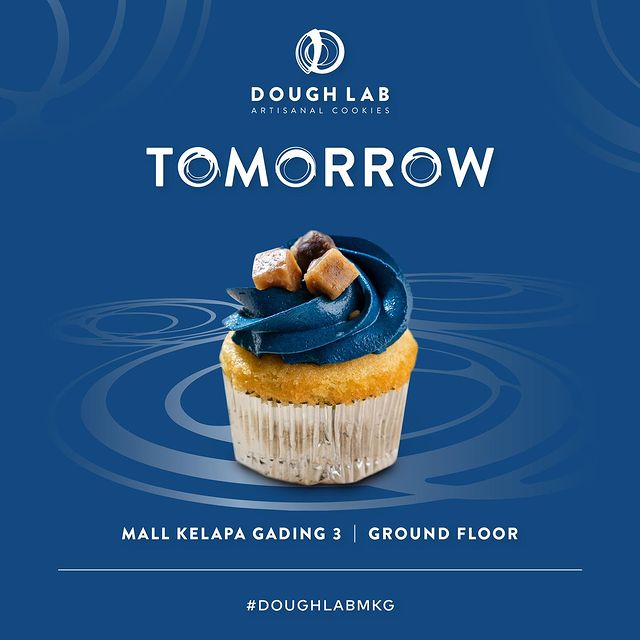 DOUGH LAB
ARTISANAL COOKIES
TOMORROW
MALL KELAPA GADING 3 | GROUND FLOOR
#DOUGHLABMKG